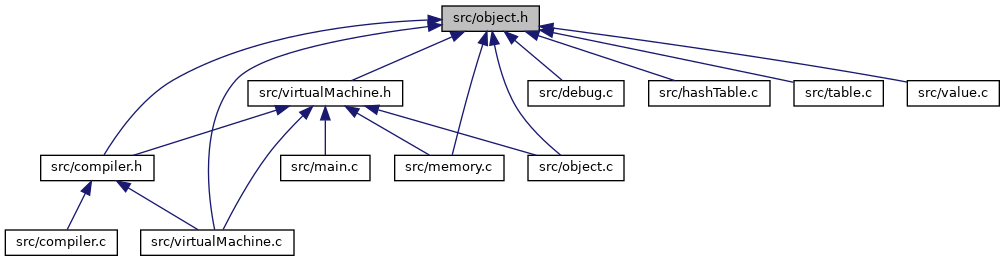 src/object.h
src/virtualMachine.h
src/debug.c
src/hashTable.c
src/table.c
src/value.c
src/compiler.h
src/main.c
src/memory.c
src/object.c
src/compiler.c
src/virtualMachine.c